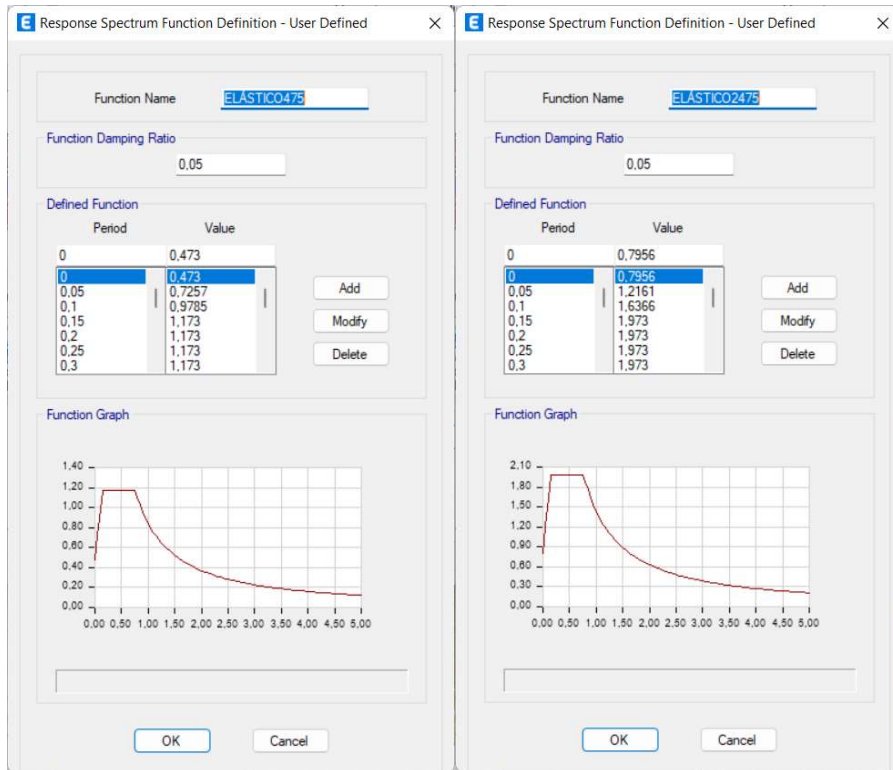 E Response Spectrum Function Definition - User Defined
Function Name ELÁSTICO475
Function Damping Ratio
0,05
Defined Function
Period Value
0 0,473
0 0,473
0,05 0,7257
0,1 0,9785
0,15 1,173
0,2 1,173
0,25 1,173
0,3 1,173
Add
Modify
Delete
Function Graph
1,40
1,20
1,00
0,80
0,60
0,40
0,20
0,00
0,00 0,50 1,00 1,50 2,00 2,50 3,00 3,50 4,00 4,50 5,00
OK Cancel
E Response Spectrum Function Definition - User Defined
Function Name ELÁSTICO2475
Function Damping Ratio
0,05
Defined Function
Period Value
0 0,7956
0 0,7956
0,05 1,2161
0,1 1,6366
0,15 1,973
0,2 1,973
0,25 1,973
0,3 1,973
Add
Modify
Delete
Function Graph
2,10
1,80
1,50
1,20
0,90
0,60
0,30
0,00
0,00 0,50 1,00 1,50 2,00 2,50 3,00 3,50 4,00 4,50 5,00
OK Cancel